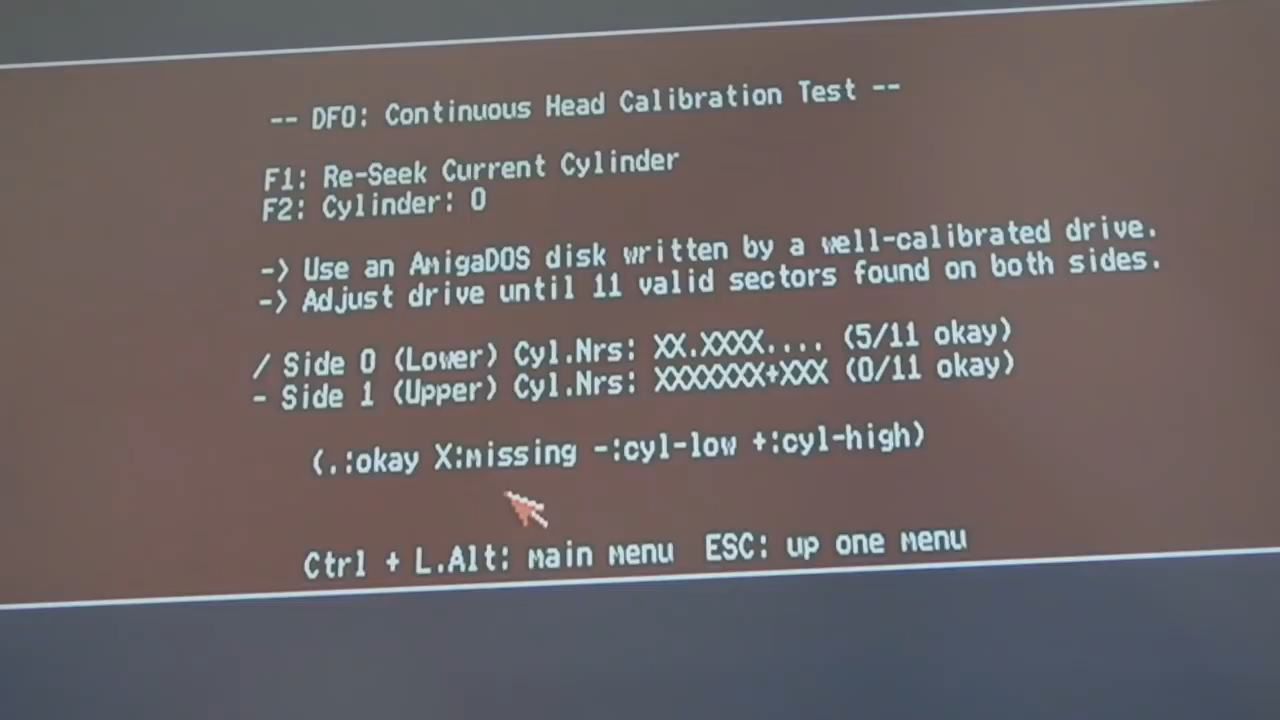 -- DF0: Continuous Head Calibration Test --
F1: Re-Seek Current Cylinder
F2: Cylinder: 0
-> Use an AmigaDOS disk written by a well-calibrated drive.
-> Adjust drive until 11 valid sectors found on both sides.
/ Side 0 (Lower) Cyl.Nrs: XX.XXXX.... (5/11 okay)
- Side 1 (Upper) Cyl.Nrs: XXXXXXX+XXX (0/11 okay)
(.:okay X:missing -:cyl-low +:cyl-high)
Ctrl + L.Alt: main menu ESC: up one menu